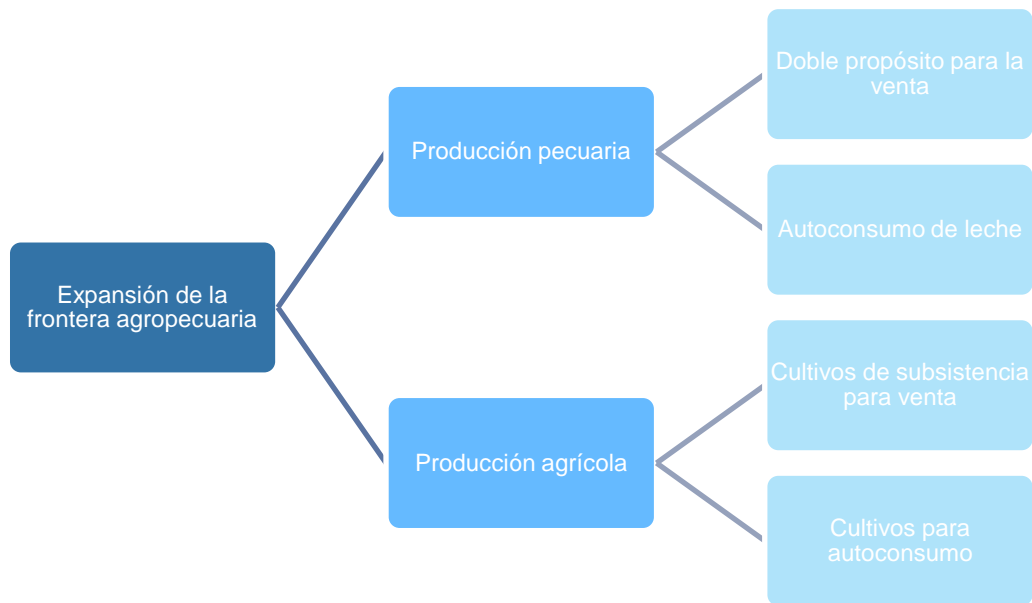 Expansión de la
frontera agropecuaria
Producción pecuaria
Doble propósito para la
venta
Autoconsumo de leche
Producción agrícola
Cultivos de subsistencia
para venta
Cultivos para
autoconsumo